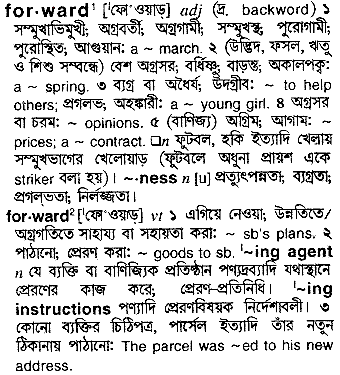 for·ward¹ ['ফো°ওয়াড্] adj (দ্র. backword) ১
সম্মুখাভিমুখী; অগ্রবর্তী; অগ্রগামী; সম্মুখস্থ; পুরোগামী;
পুরোস্থিত; আগুয়ান: a ~ march. ২ (উদ্ভিদ, ফসল, ঋতু
ও শিশু সম্বন্ধে) বেশ অগ্রসর; বর্ধিষ্ণু; বাড়ন্ত; অকালপক্ব:
a ~ spring. ৩ ব্যগ্র বা অধৈর্য; উদ্গ্রীব: ~ to help
others; প্রগলভ; অহঙ্কারী: a ~ young girl. ৪ অগ্রসর
বা চরম: ~ opinions. ৫ (বাণিজ্য) অগ্রিম; আগাম: ~
prices; a ~ contract. □n ফুটবল, হকি ইত্যাদি খেলায়
সম্মুখভাগের খেলোয়াড় (ফুটবলে অধুনা প্রায়শ একে
striker বলা হয়)। ~·ness n [u] প্রত্যুৎপন্নতা; ব্যগ্রতা;
প্রগল্‌ভতা; নির্লজ্জতা।
for·ward² ['ফো°ওয়াড্] vt ১ এগিয়ে নেওয়া; উন্নতিতে/
অগ্রগতিতে সাহায্য বা সহায়তা করা: ~ sb's plans. ২
পাঠানো; প্রেরণ করা: ~ goods to sb. '~ing agent
n যে ব্যক্তি বা বাণিজ্যিক প্রতিষ্ঠান পণ্যদ্রব্যাদি যথাস্থানে
প্রেরণের কাজ করে; প্রেরণ-প্রতিনিধি। '~ing
instructions পণ্যাদি প্রেরণবিষয়ক নির্দেশাবলী। ৩
কোনো ব্যক্তির চিঠিপত্র, পার্সেল ইত্যাদি তাঁর নতুন
ঠিকানায় পাঠানো: The parcel was ~ed to his new
address.